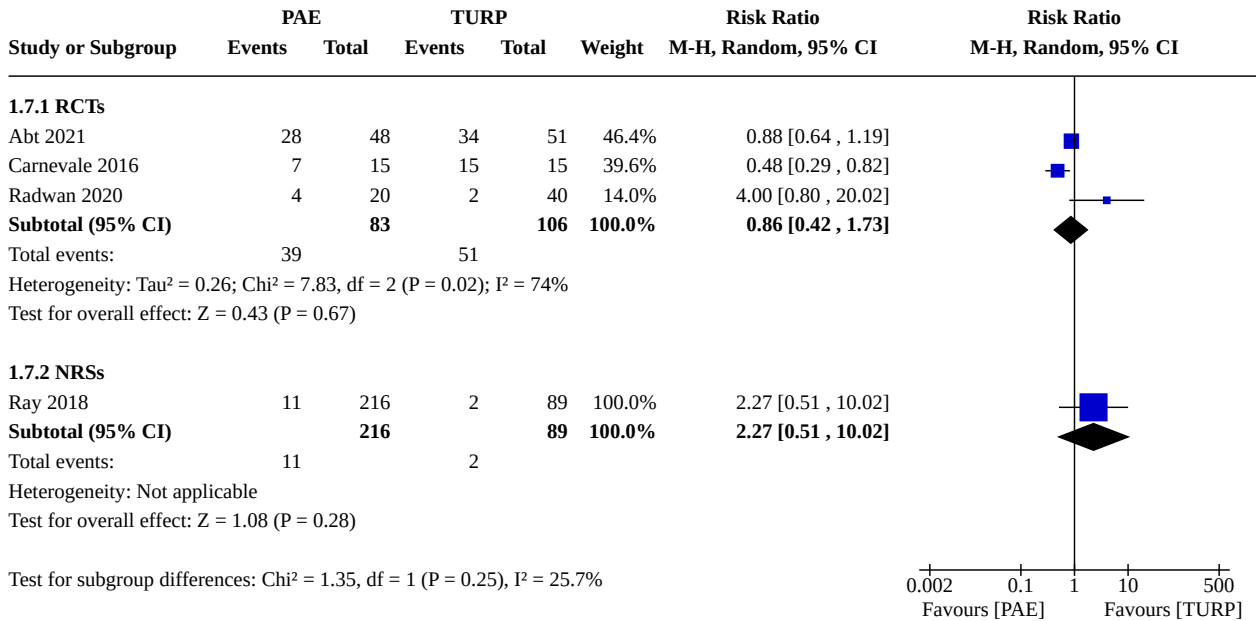 PAE TURP Risk Ratio Risk Ratio
Study or Subgroup Events Total Events Total Weight M-H, Random, 95% CI M-H, Random, 95% CI
1.7.1 RCTs
Abt 2021 28 48 34 51 46.4% 0.88 [0.64 , 1.19]
Carnevale 2016 7 15 15 15 39.6% 0.48 [0.29 , 0.82]
Radwan 2020 4 20 2 40 14.0% 4.00 [0.80 , 20.02]
Subtotal (95% CI) 83 106 100.0% 0.86 [0.42 , 1.73]
Total events: 39 51
Heterogeneity: Tau² = 0.26; Chi² = 7.83, df = 2 (P = 0.02); I² = 74%
Test for overall effect: Z = 0.43 (P = 0.67)
1.7.2 NRSs
Ray 2018 11 216 2 89 100.0% 2.27 [0.51 , 10.02]
Subtotal (95% CI) 216 89 100.0% 2.27 [0.51 , 10.02]
Total events: 11 2
Heterogeneity: Not applicable
Test for overall effect: Z = 1.08 (P = 0.28)
Test for subgroup differences: Chi² = 1.35, df = 1 (P = 0.25), I² = 25.7%
0.002 0.1 1 10 500
Favours [PAE] Favours [TURP]